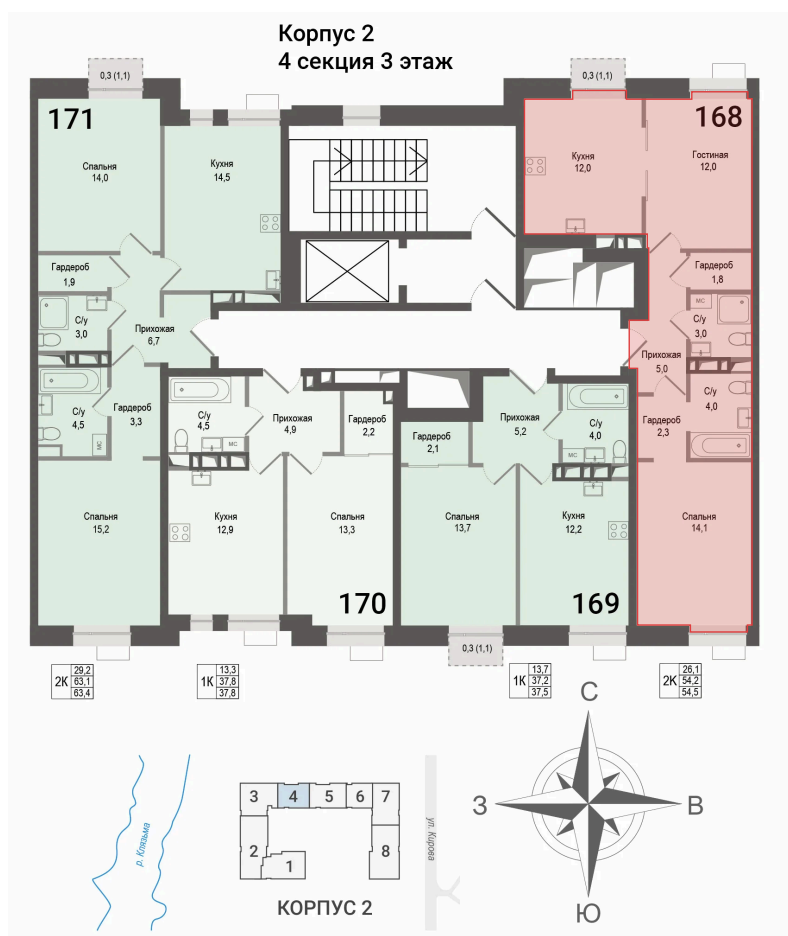 Корпус 2
4 секция 3 этаж
0,3 (1,1)
0,3 (1,1)
171
168
Спальня
14,0
Кухня
14,5
Кухня
12,0
Гостиная
12,0
Гардероб
1,9
С/у
3,0
Прихожая
6,7
Гардероб
1,8
МС
С/у
3,0
Прихожая
5,0
С/у
4,5
МС
Гардероб
3,3
С/у
4,5
МС
Прихожая
4,9
Гардероб
2,2
Гардероб
2,1
Прихожая
5,2
С/у
4,0
МС
С/у
4,0
Гардероб
2,3
Спальня
15,2
Кухня
12,9
Спальня
13,3
Спальня
13,7
Кухня
12,2
Спальня
14,1
170
169
0,3 (1,1)
2К
29,2
63,1
63,4
1К
13,3
37,8
37,8
1К
13,7
37,2
37,5
2К
26,1
54,2
54,5
С
З
В
Ю
р. Клязьма
3
4
5
6
7
2
1
8
КОРПУС 2
ул. Кирова